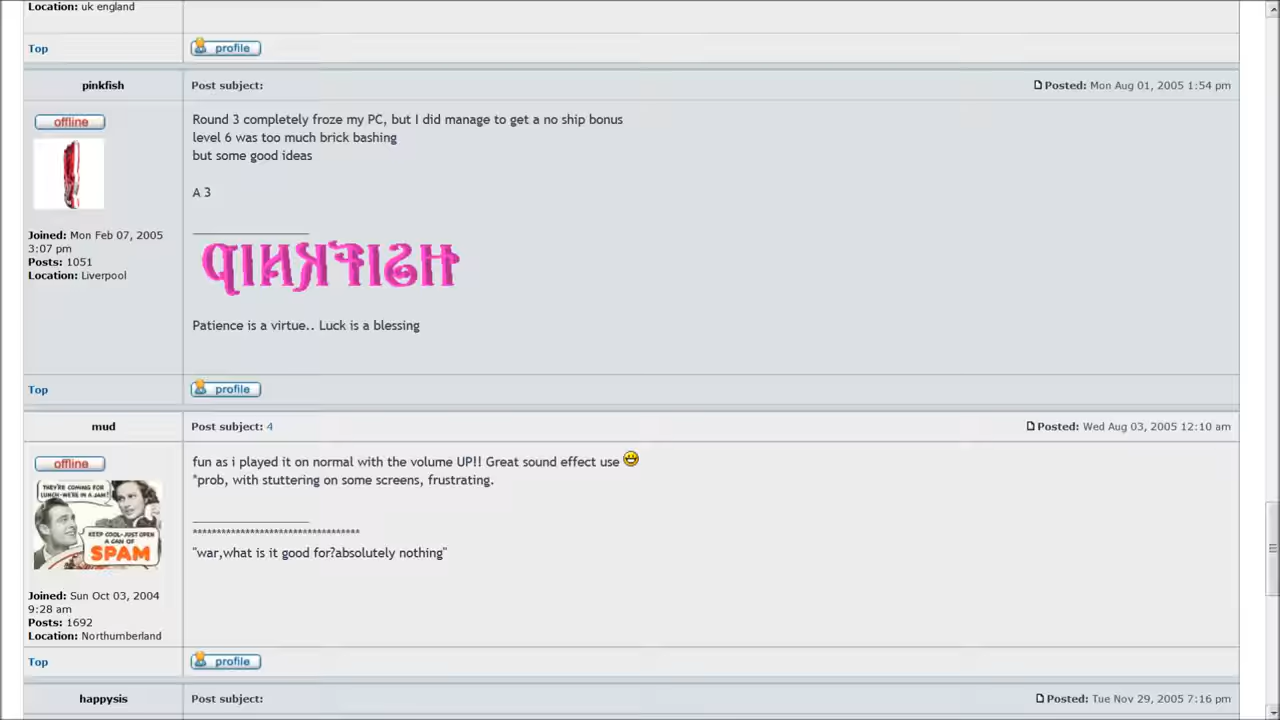 Location: uk england
Top
profile
pinkfish
Post subject:
Posted: Mon Aug 01, 2005 1:54 pm
offline
Round 3 completely froze my PC, but I did manage to get a no ship bonus
level 6 was too much brick bashing
but some good ideas
A 3
Joined: Mon Feb 07, 2005
3:07 pm
Posts: 1051
Location: Liverpool
PINKFISH
Patience is a virtue.. Luck is a blessing
Top
profile
mud
Post subject: 4
Posted: Wed Aug 03, 2005 12:10 am
offline
fun as i played it on normal with the volume UP!! Great sound effect use
*prob, with stuttering on some screens, frustrating.
THEY'RE COMING FOR
LUNCH-WE'RE IN A JAM!
KEEP COOL-JUST OPEN
A CAN OF
SPAM
***********************************
"war,what is it good for?absolutely nothing"
Joined: Sun Oct 03, 2004
9:28 am
Posts: 1692
Location: Northumberland
Top
profile
happysis
Post subject:
Posted: Tue Nov 29, 2005 7:16 pm